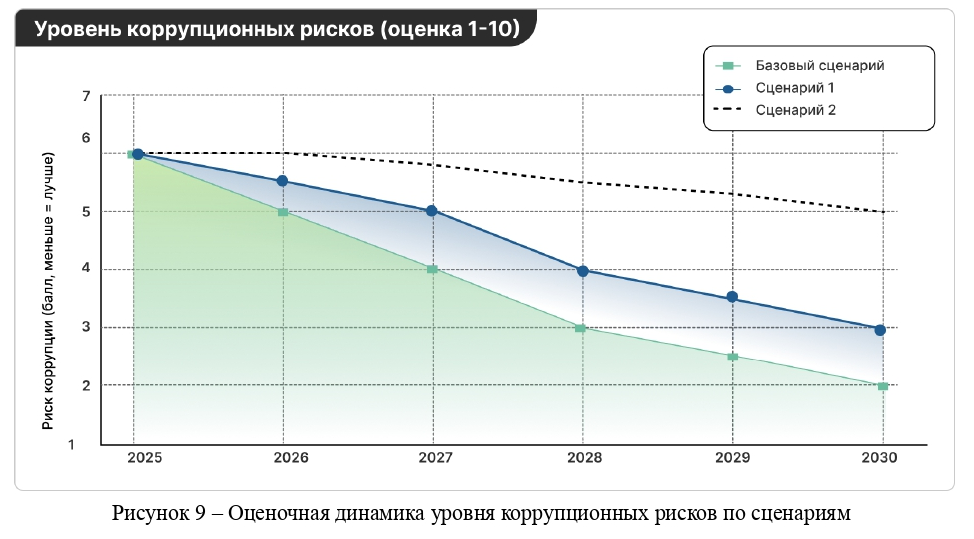 Уровень коррупционных рисков (оценка 1-10)
Базовый сценарий
Сценарий 1
Сценарий 2
Риск коррупции (балл, меньше = лучше)
7
6
5
4
3
2
1
2025 2026 2027 2028 2029 2030
Рисунок 9 – Оценочная динамика уровня коррупционных рисков по сценариям